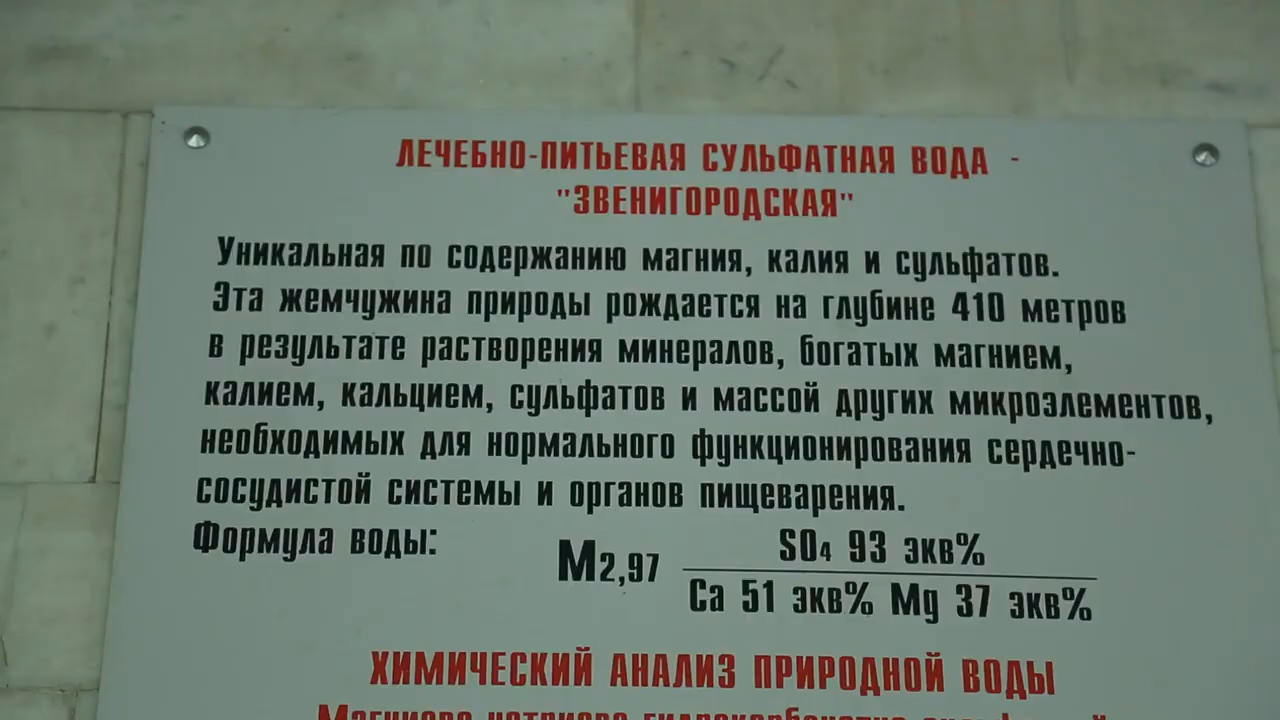 ЛЕЧЕБНО-ПИТЬЕВАЯ СУЛЬФАТНАЯ ВОДА -
"ЗВЕНИГОРОДСКАЯ"
Уникальная по содержанию магния, калия и сульфатов.
Эта жемчужина природы рождается на глубине 410 метров
в результате растворения минералов, богатых магнием,
калием, кальцием, сульфатов и массой других микроэлементов,
необходимых для нормального функционирования сердечно-
сосудистой системы и органов пищеварения.
Формула воды:
М2,97
SO4 93 экв%
Ca 51 экв% Mg 37 экв%
ХИМИЧЕСКИЙ АНАЛИЗ ПРИРОДНОЙ ВОДЫ